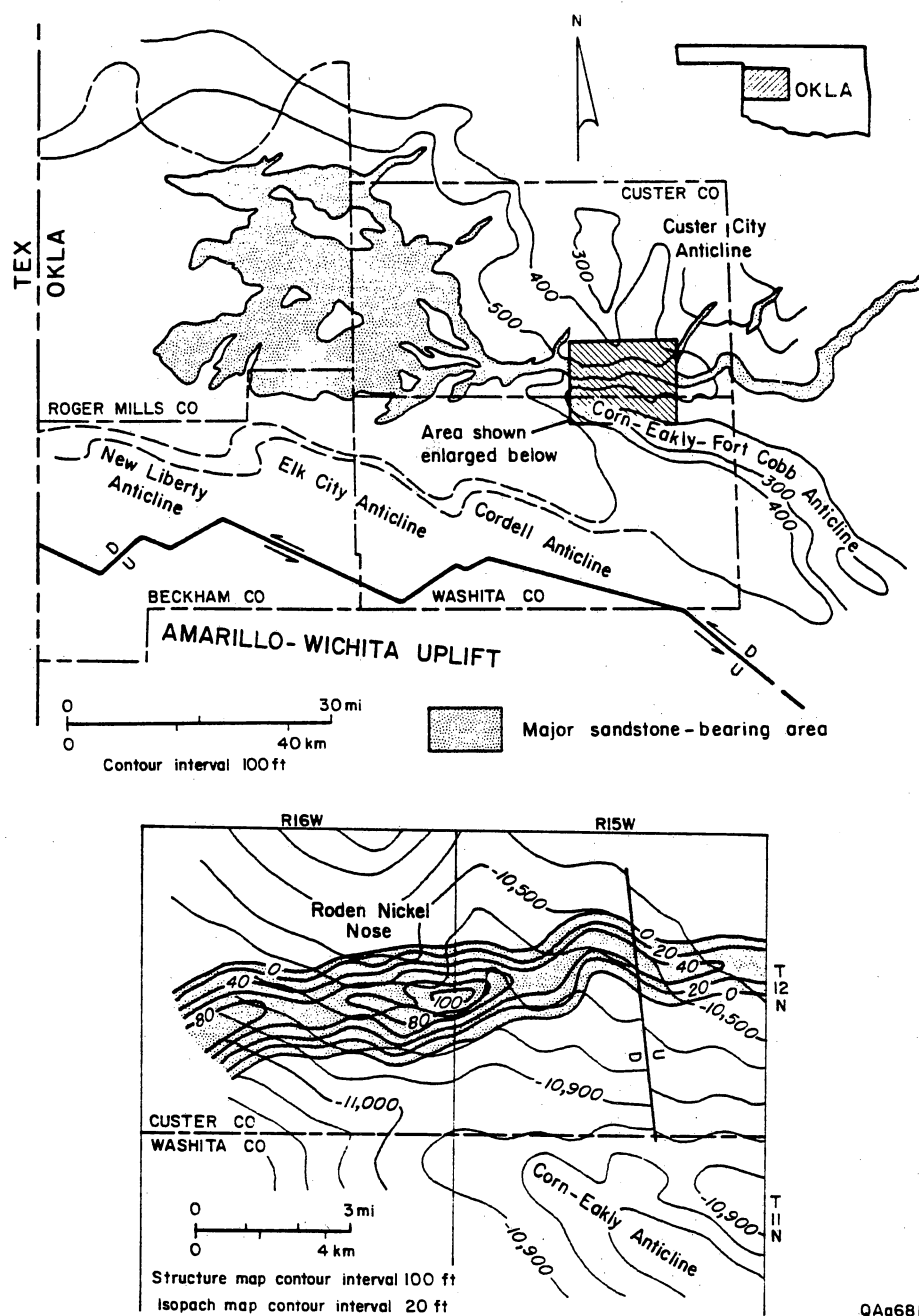 N
OKLA
TEX
OKLA
CUSTER CO
Custer City
Anticline
300
400
500
ROGER MILLS CO
Area shown
enlarged below
Corn-Eakly-Fort Cobb Anticline
300
400
New Liberty
Anticline
Elk City Anticline
Cordell Anticline
D
U
BECKHAM CO
WASHITA CO
AMARILLO-WICHITA UPLIFT
D
U
0 30 mi
0 40 km
Contour interval 100 ft
Major sandstone-bearing area
R16W R15W
-10,500
Roden Nickel
Nose
0
20
40
0
40
80
100
80
20
0
-10,500
T
12
N
U
D
-10,900
-11,000
CUSTER CO
WASHITA CO
Corn-Eakly Anticline
-10,900
T
11
N
-10,900
0 3 mi
0 4 km
Structure map contour interval 100 ft
Isopach map contour interval 20 ft